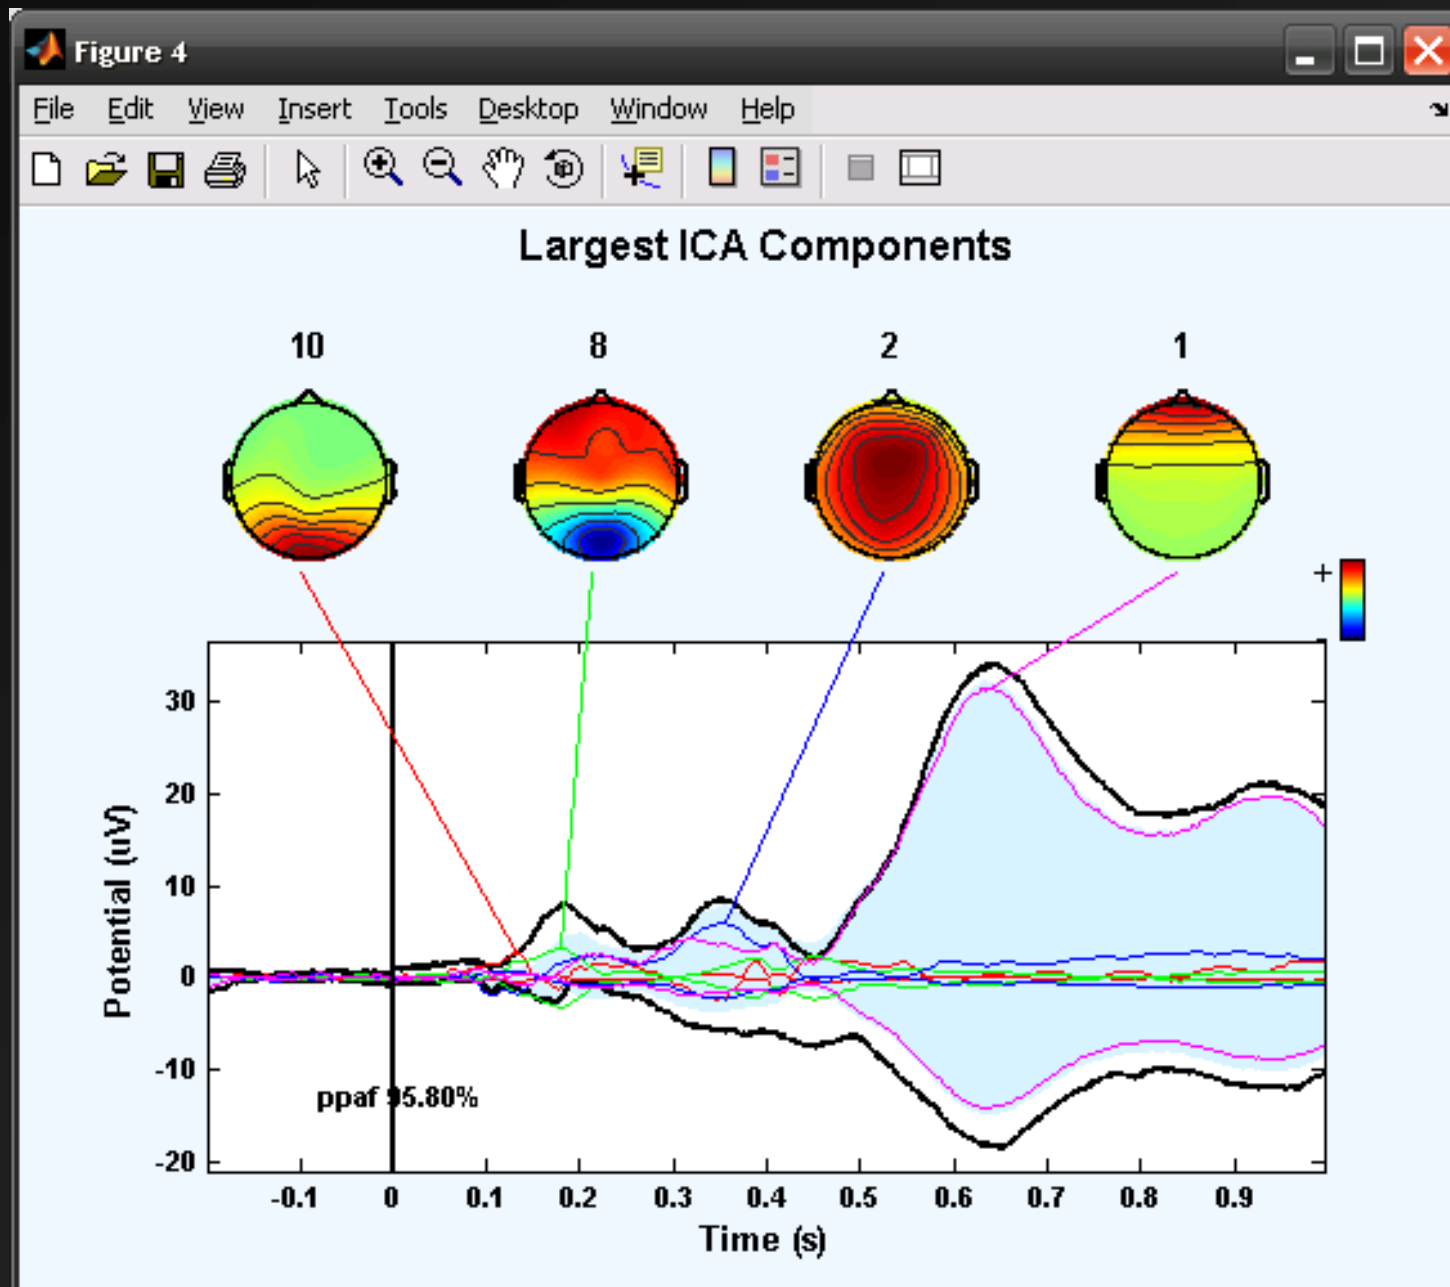 Figure 4
File Edit View Insert Tools Desktop Window Help
Largest ICA Components
10 8 2 1
+
-
30
20
10
0
-10
-20
Potential (uV)
ppaf 95.80%
-0.1 0 0.1 0.2 0.3 0.4 0.5 0.6 0.7 0.8 0.9
Time (s)